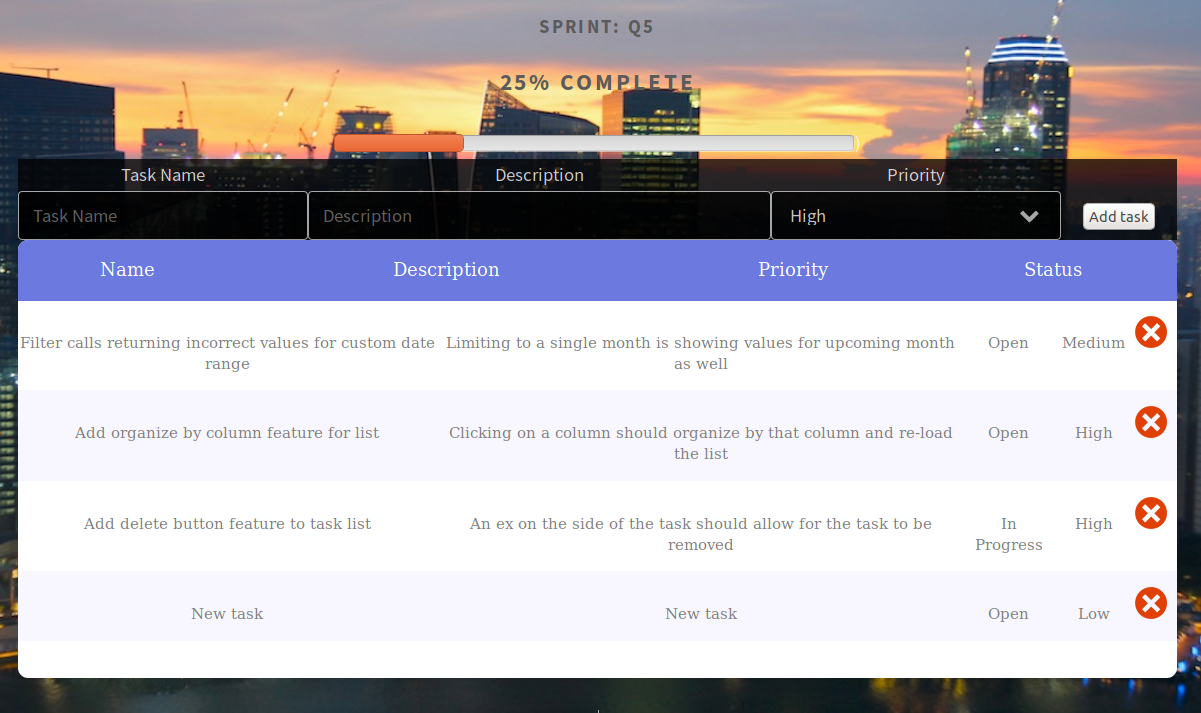 SPRINT: Q5
25% COMPLETE
Task Name Description Priority
Task Name Description High Add task
Name Description Priority Status
Filter calls returning incorrect values for custom date Limiting to a single month is showing values for upcoming month Open Medium
range as well
Add organize by column feature for list Clicking on a column should organize by that column and re-load Open High
the list
Add delete button feature to task list An ex on the side of the task should allow for the task to be In High
removed Progress
New task New task Open Low